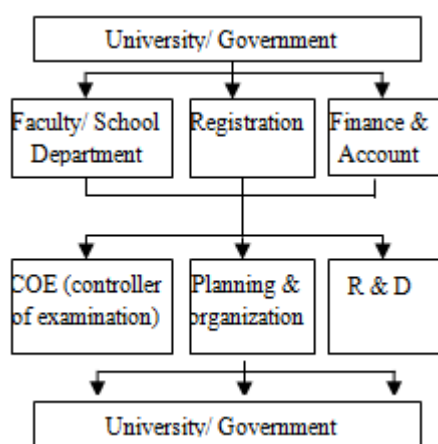 University/ Government
Faculty/ School
Department
Registration
Finance &
Account
COE (controller
of examination)
Planning &
organization
R & D
University/ Government